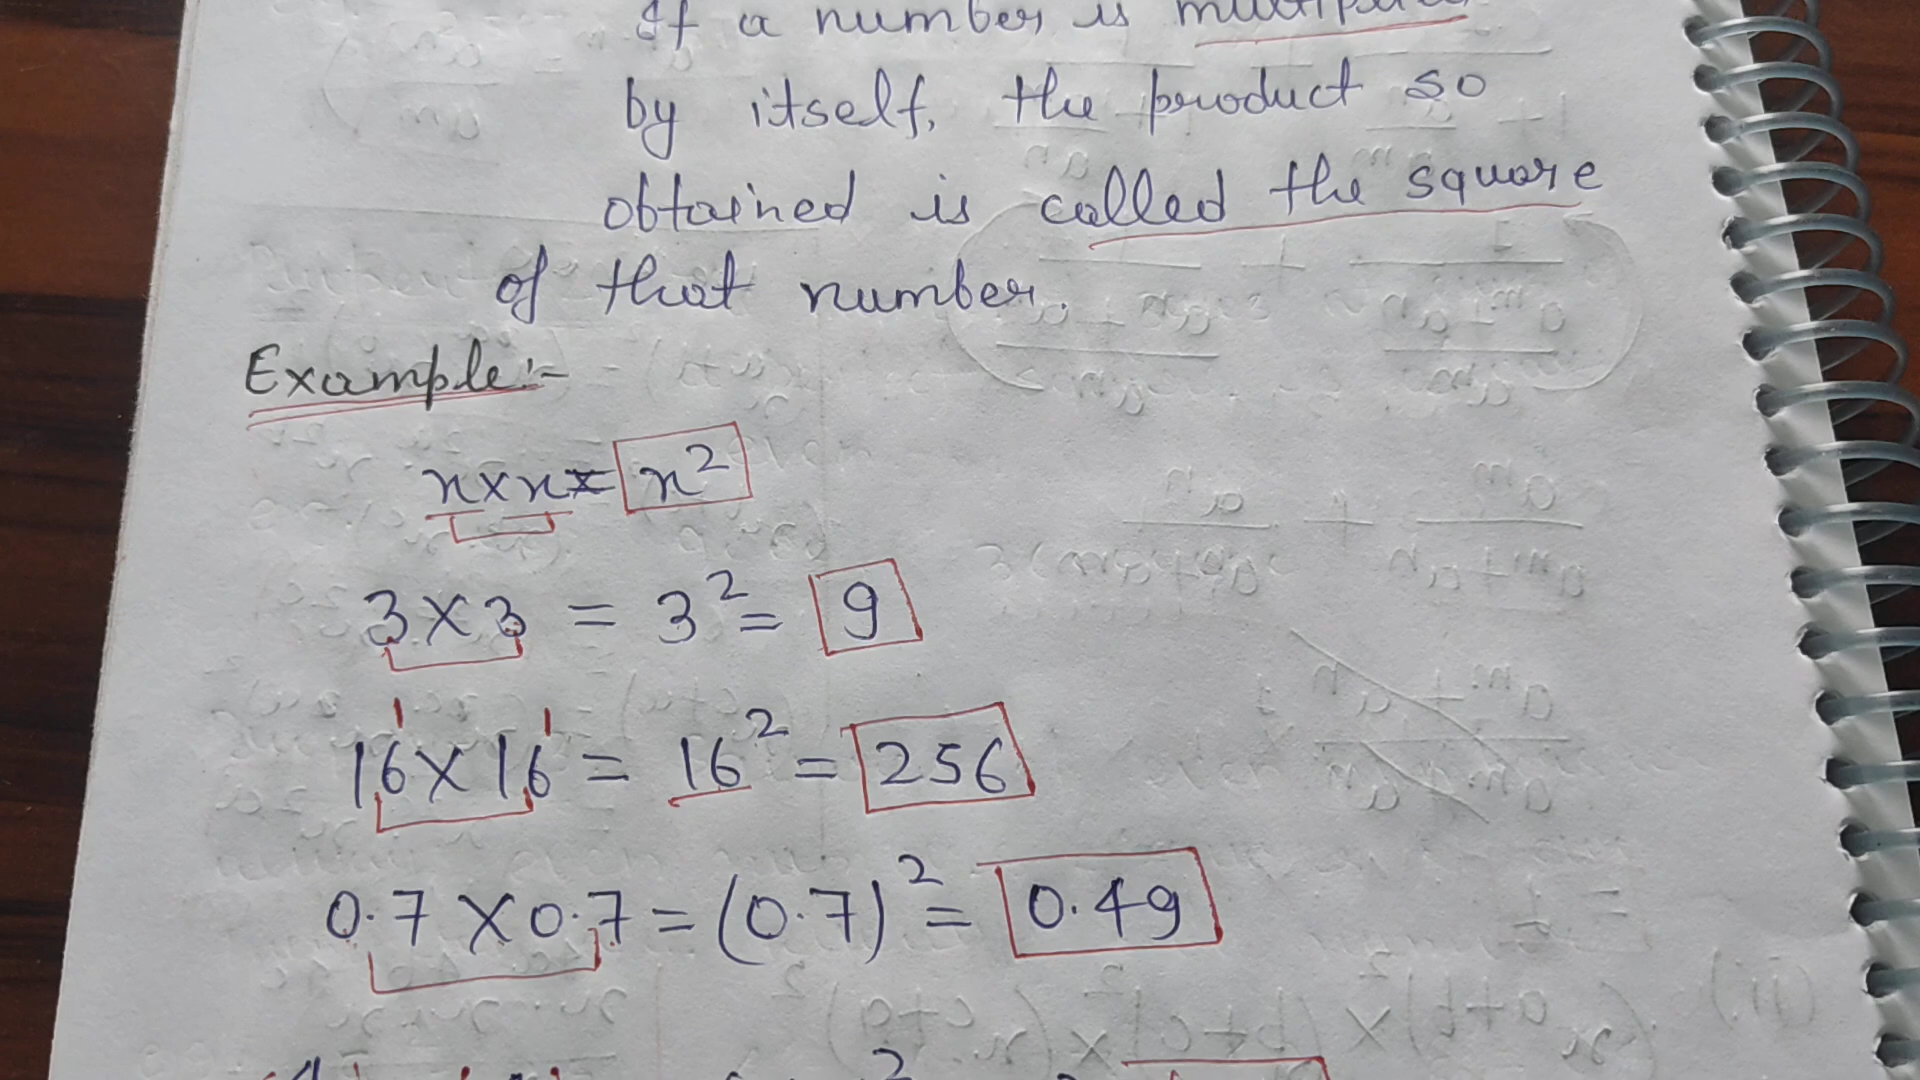 If a number is
by itself, the product so
obtained is called the square
of that number.
Example:-
x×x=x²
3×3 = 3² = 9
16×16 = 16² = 256
0.7×0.7=(0.7)² = 0.49